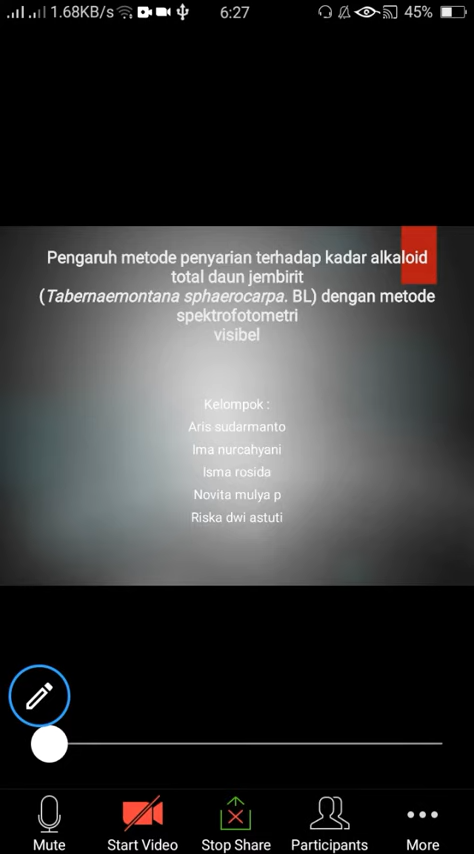 1.68KB/s 6:27 45%
Pengaruh metode penyarian terhadap kadar alkaloid
total daun jembirit
(Tabernaemontana sphaerocarpa. BL) dengan metode
spektrofotometri
visibel
Kelompok :
Aris sudarmanto
Ima nurcahyani
Isma rosida
Novita mulya p
Riska dwi astuti
Mute Start Video Stop Share Participants More